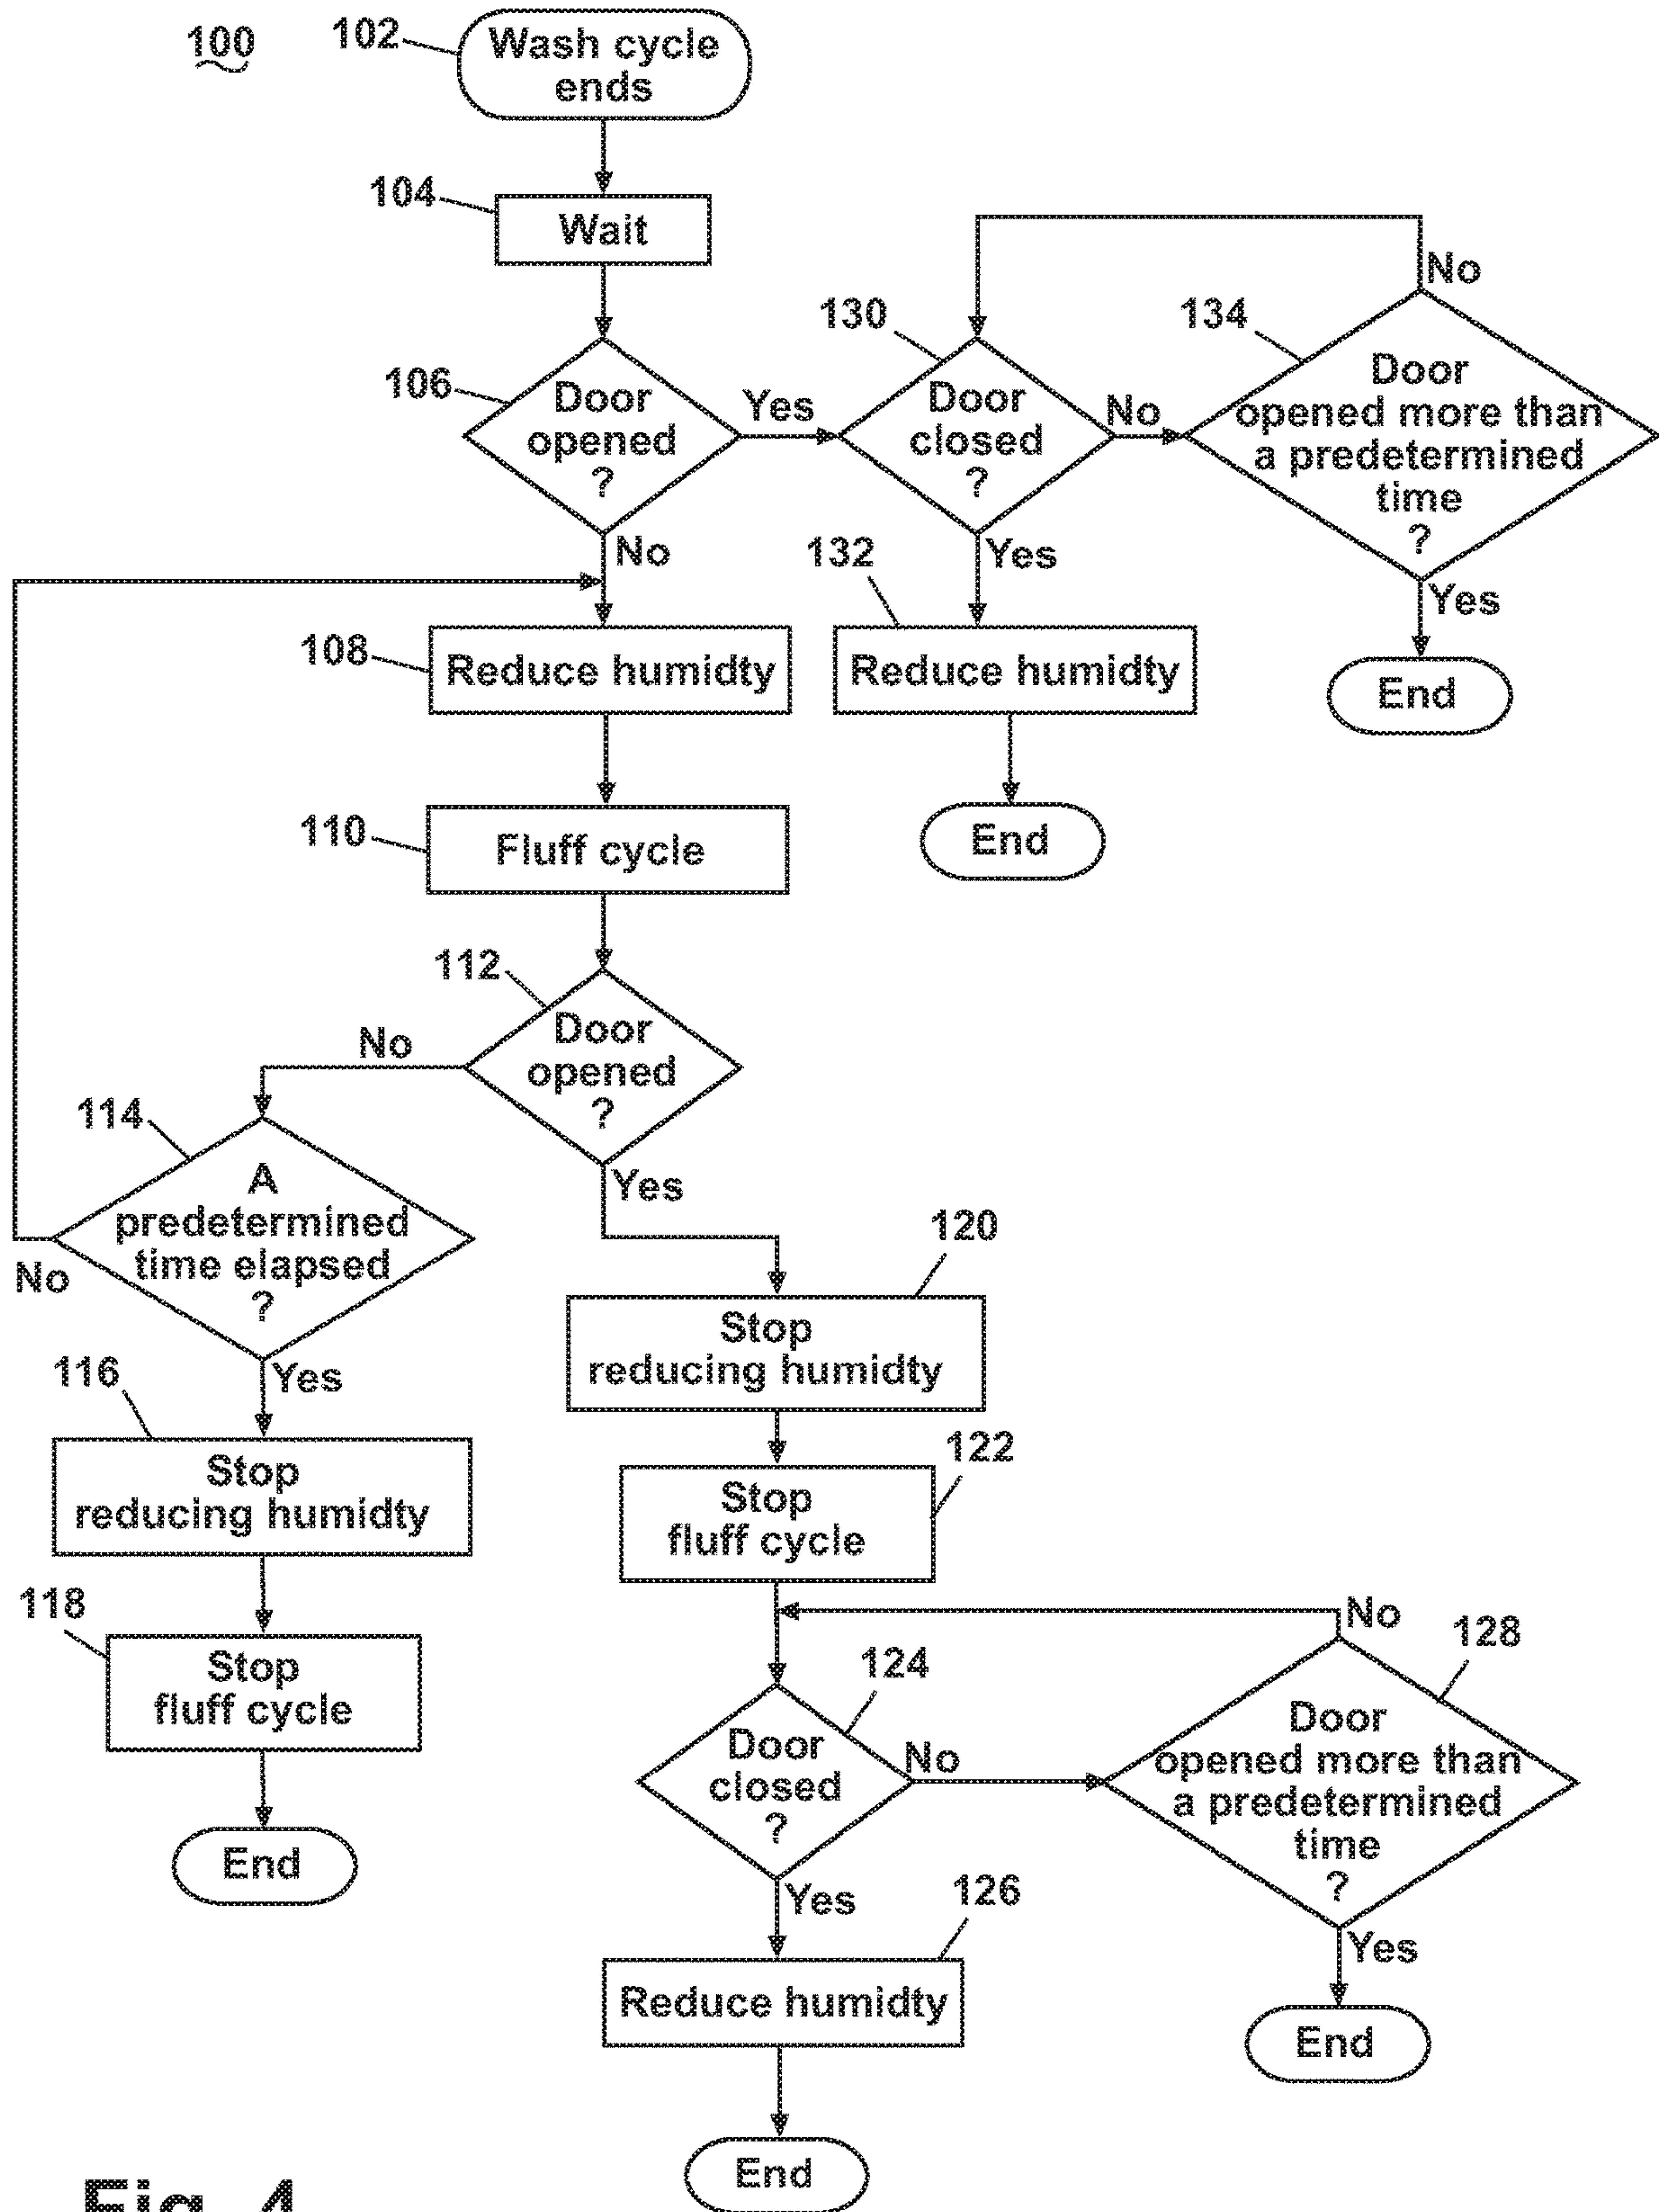 100
102
Wash cycle
ends
104
Wait
106
Door
opened
?
Yes
No
130
Door
closed
?
No
Yes
134
Door
opened more than
a predetermined
time
?
No
Yes
End
132
Reduce humidty
End
108
Reduce humidty
110
Fluff cycle
112
Door
opened
?
No
Yes
114
A
predetermined
time elapsed
?
No
Yes
116
Stop
reducing humidty
118
Stop
fluff cycle
End
120
Stop
reducing humidty
122
Stop
fluff cycle
124
Door
closed
?
No
Yes
128
Door
opened more than
a predetermined
time
?
No
Yes
End
126
Reduce humidty
End
Fig. 4